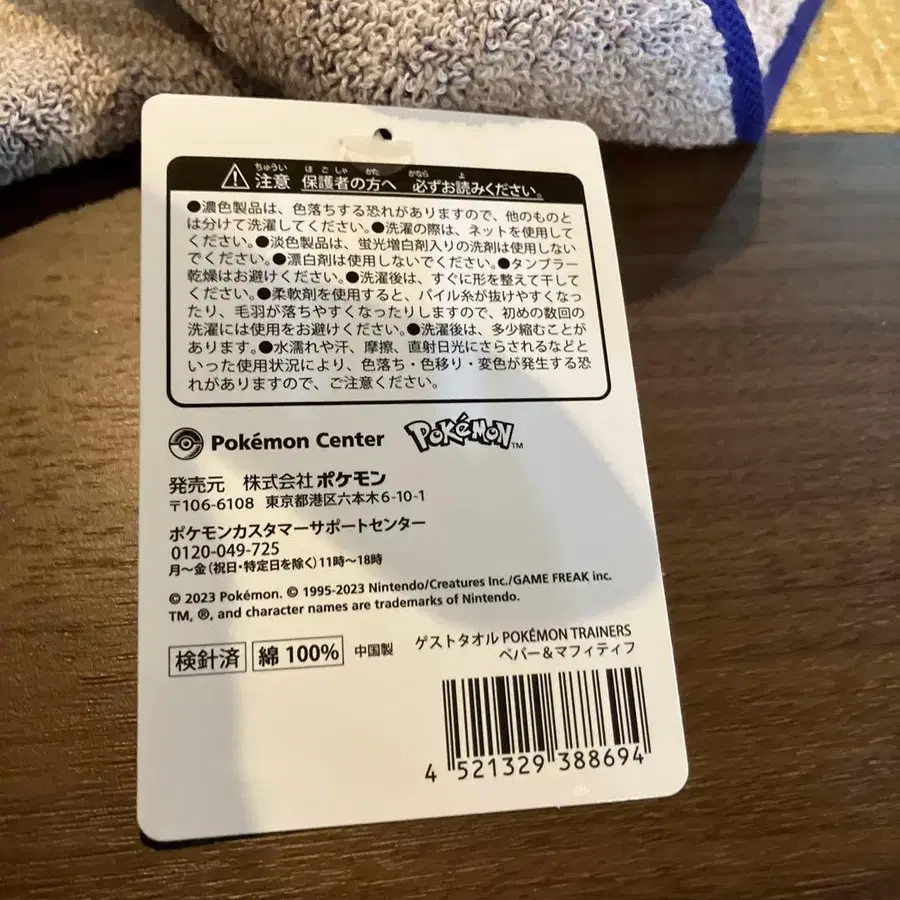 注意 保護者の方へ 必ずお読みください。
●濃色製品は、色落ちする恐れがありますので、他のものと
は分けて洗濯してください。●洗濯の際は、ネットを使用して
ください。●淡色製品は、蛍光増白剤入りの洗剤は使用しない
でください。●漂白剤は使用しないでください。●タンブラー
乾燥はお避けください。●洗濯後は、すぐに形を整えて干して
ください。●柔軟剤を使用すると、パイル糸が抜けやすくなっ
たり、毛羽が落ちやすくなったりしますので、初めの数回の
洗濯には使用をお避けください。●洗濯後は、多少縮むことが
あります。●水濡れや汗、摩擦、直射日光にさらされるなどと
いった使用状況により、色落ち・色移り・変色が発生する恐
れがありますので、ご注意ください。
Pokémon Center POKéMON™
発売元 株式会社ポケモン
〒106-6108 東京都港区六本木6-10-1
ポケモンカスタマーサポートセンター
0120-049-725
月〜金(祝日・特定日を除く)11時〜18時
© 2023 Pokémon. © 1995-2023 Nintendo/Creatures Inc./GAME FREAK inc.
TM, ®, and character names are trademarks of Nintendo.
検針済 綿 100% 中国製
ゲストタオル POKÉMON TRAINERS
ペパー&マフィティフ
4 521329 388694